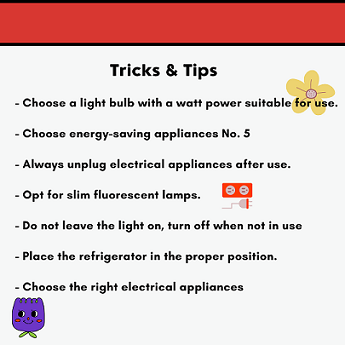 Tricks & Tips
- Choose a light bulb with a watt power suitable for use.
- Choose energy-saving appliances No. 5
- Always unplug electrical appliances after use.
- Opt for slim fluorescent lamps.
- Do not leave the light on, turn off when not in use
- Place the refrigerator in the proper position.
- Choose the right electrical appliances